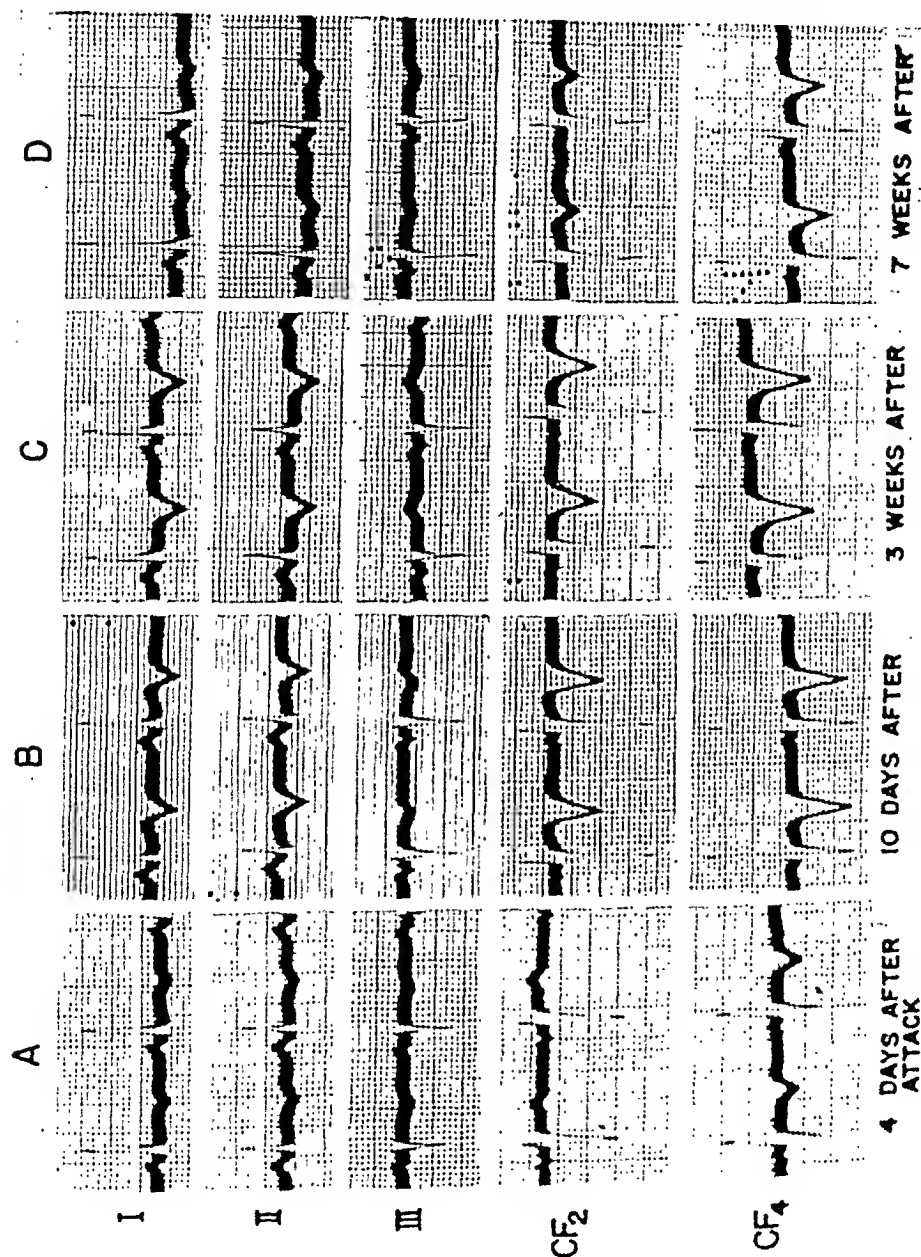 A
B
C
D
I
II
III
CF2
CF4
4 DAYS AFTER
ATTACK
10 DAYS AFTER
3 WEEKS AFTER
7 WEEKS AFTER